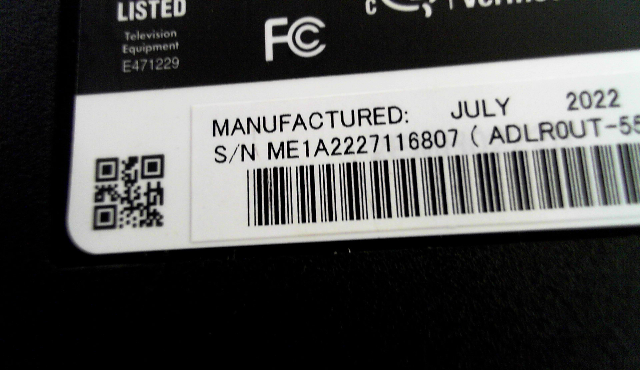 LISTED
Television
Equipment
E471229
FC
MANUFACTURED: JULY 2022
S/N ME1A2227116807 ( ADLR0UT-55